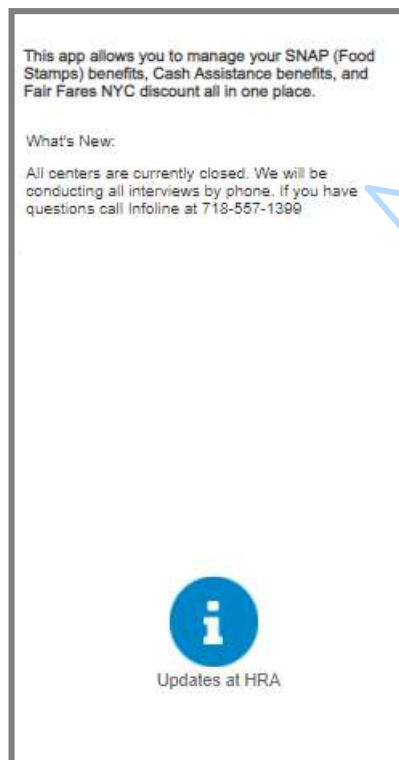 This app allows you to manage your SNAP (Food
Stamps) benefits, Cash Assistance benefits, and
Fair Fares NYC discount all in one place.
What's New:
All centers are currently closed. We will be
conducting all interviews by phone. If you have
questions call Infoline at 718-557-1399
Updates at HRA